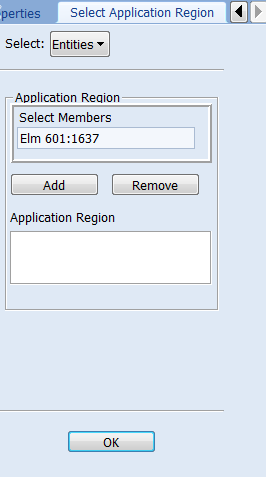 perties Select Application Region
Select: Entities
Application Region
Select Members
Elm 601:1637
Add Remove
Application Region
OK